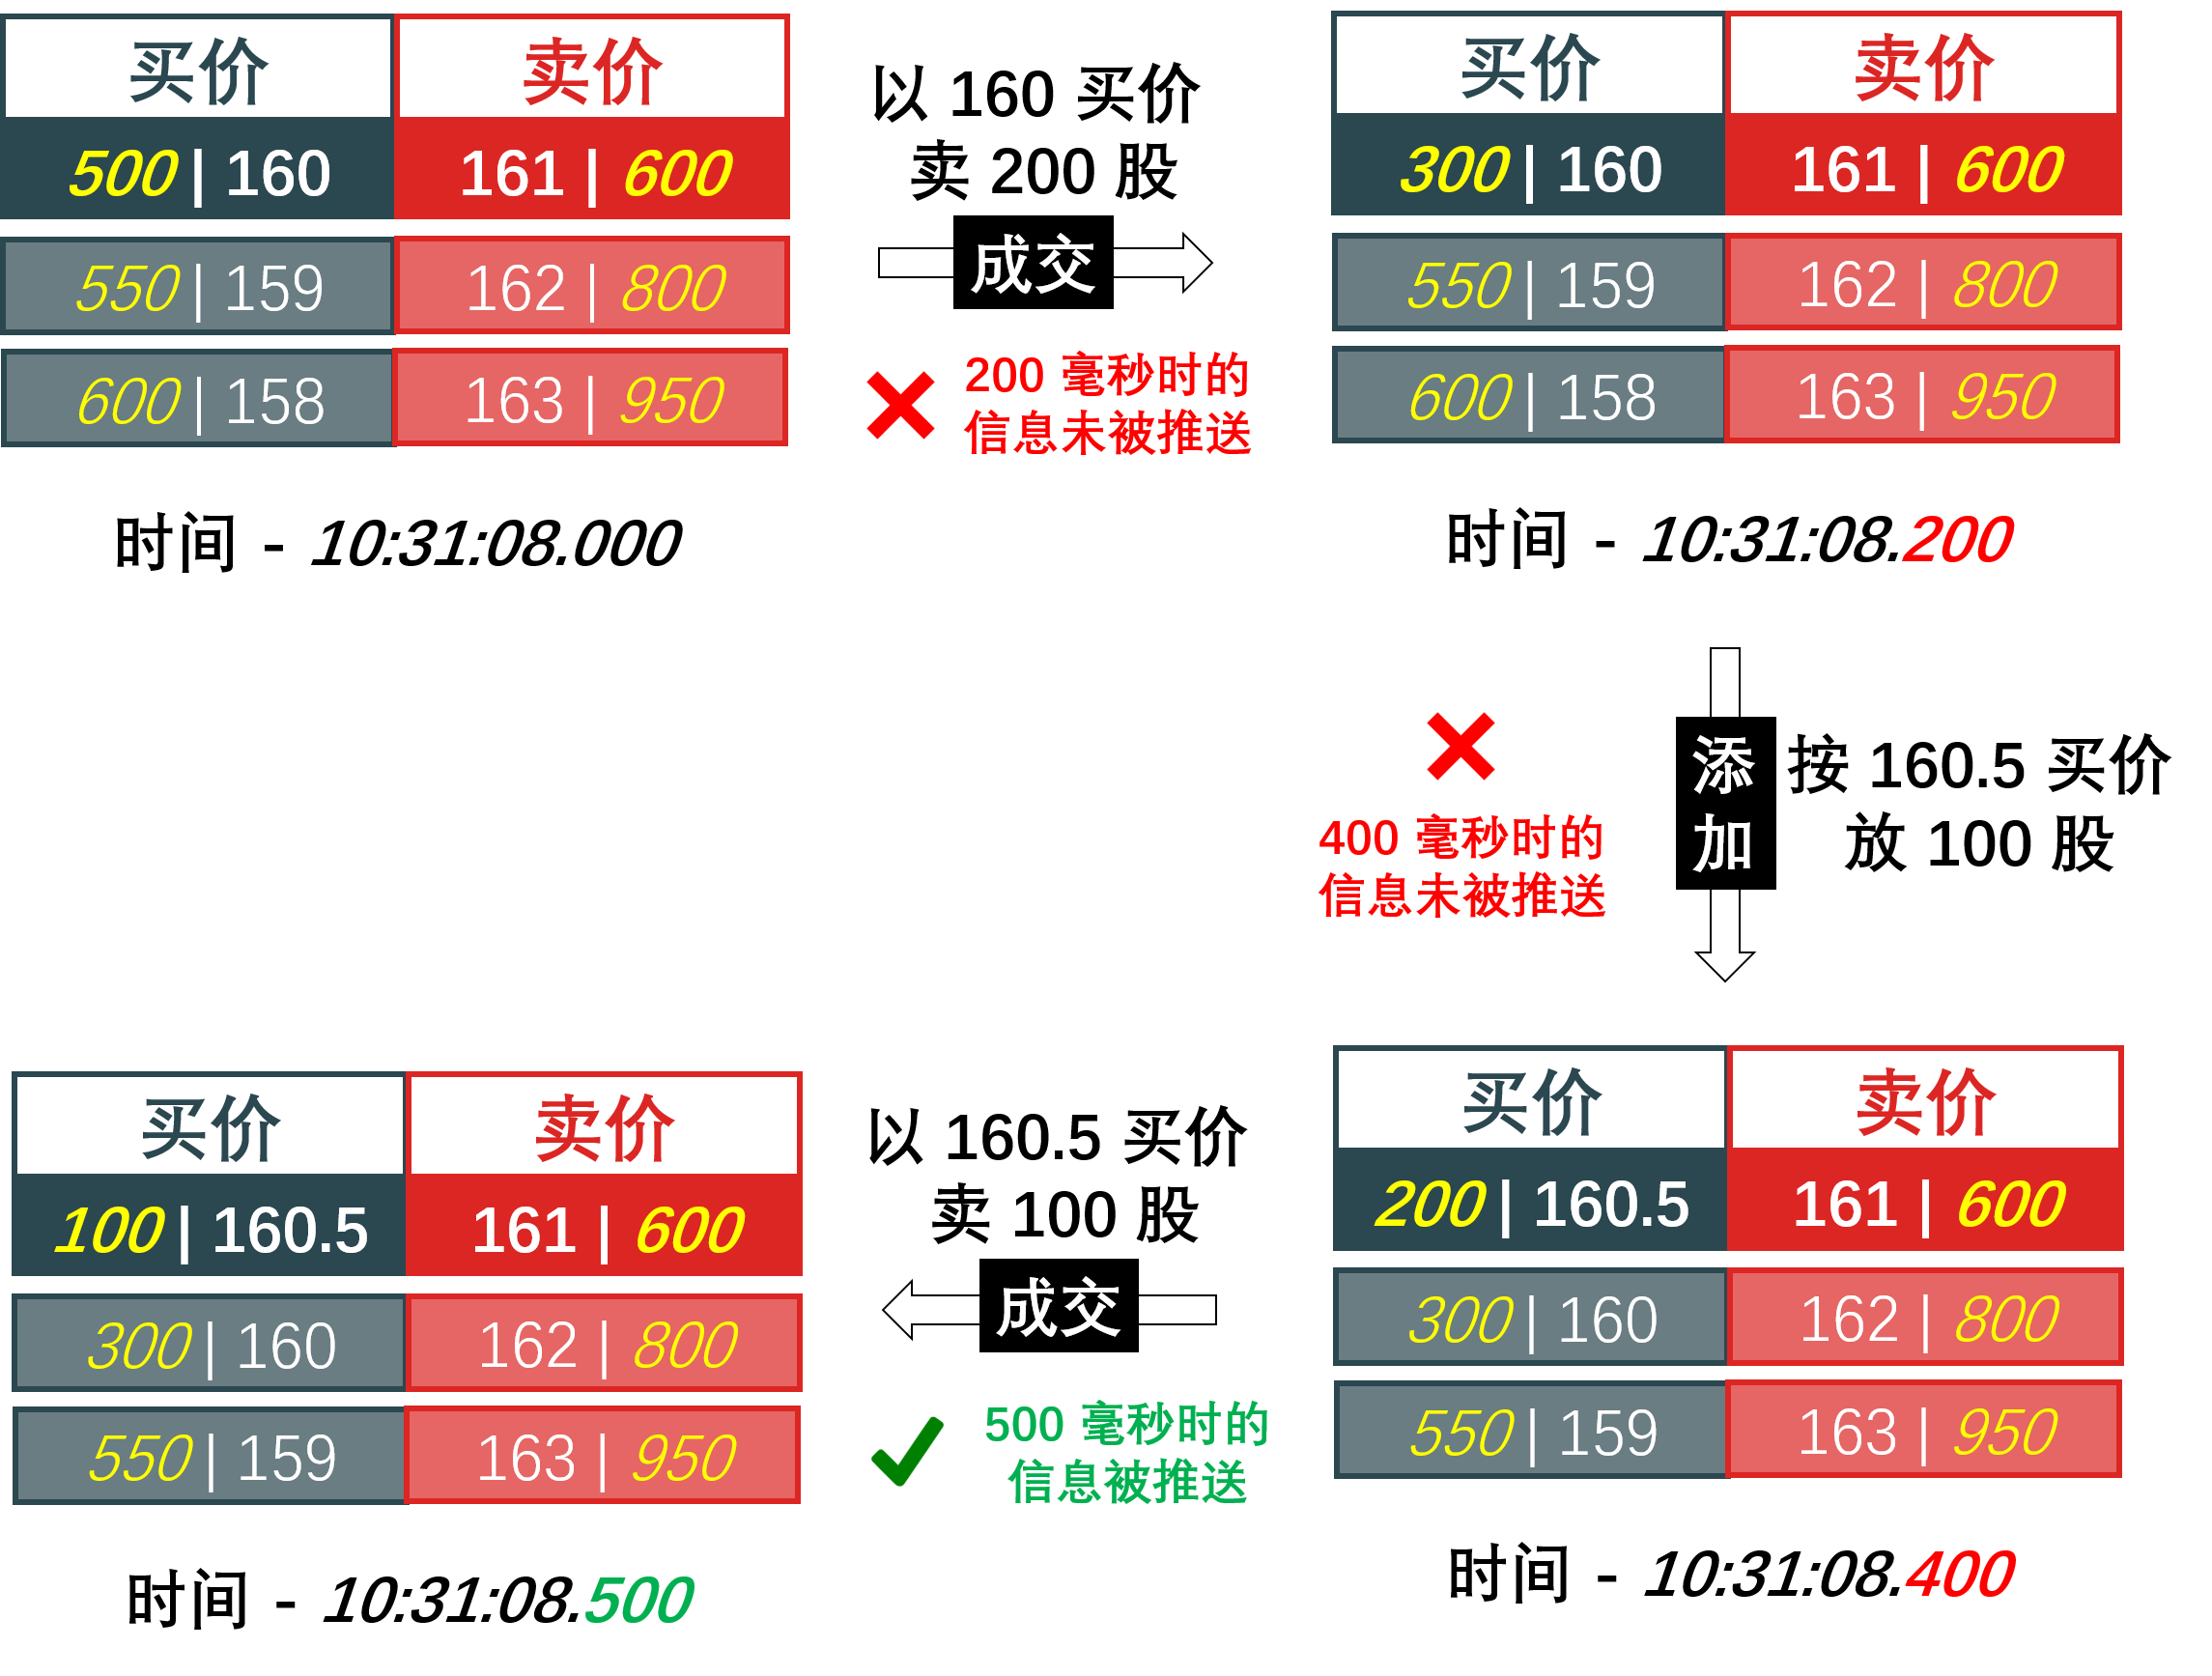 买价 卖价
500 | 160 161 | 600
550 | 159 162 | 800
600 | 158 163 | 950
时间 - 10:31:08.000
以 160 买价
卖 200 股
成交
200 毫秒时的
信息未被推送
买价 卖价
300 | 160 161 | 600
550 | 159 162 | 800
600 | 158 163 | 950
时间 - 10:31:08.200
400 毫秒时的
信息未被推送
添
加
按 160.5 买价
放 100 股
买价 卖价
200 | 160.5 161 | 600
300 | 160 162 | 800
550 | 159 163 | 950
时间 - 10:31:08.400
以 160.5 买价
卖 100 股
成交
500 毫秒时的
信息被推送
买价 卖价
100 | 160.5 161 | 600
300 | 160 162 | 800
550 | 159 163 | 950
时间 - 10:31:08.500